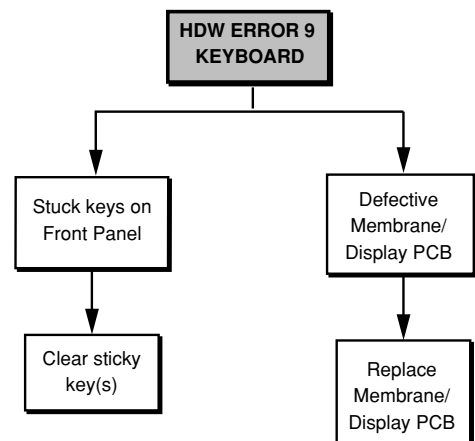 HDW ERROR 9
KEYBOARD
Stuck keys on
Front Panel
Defective
Membrane/
Display PCB
Clear sticky
key(s)
Replace
Membrane/
Display PCB